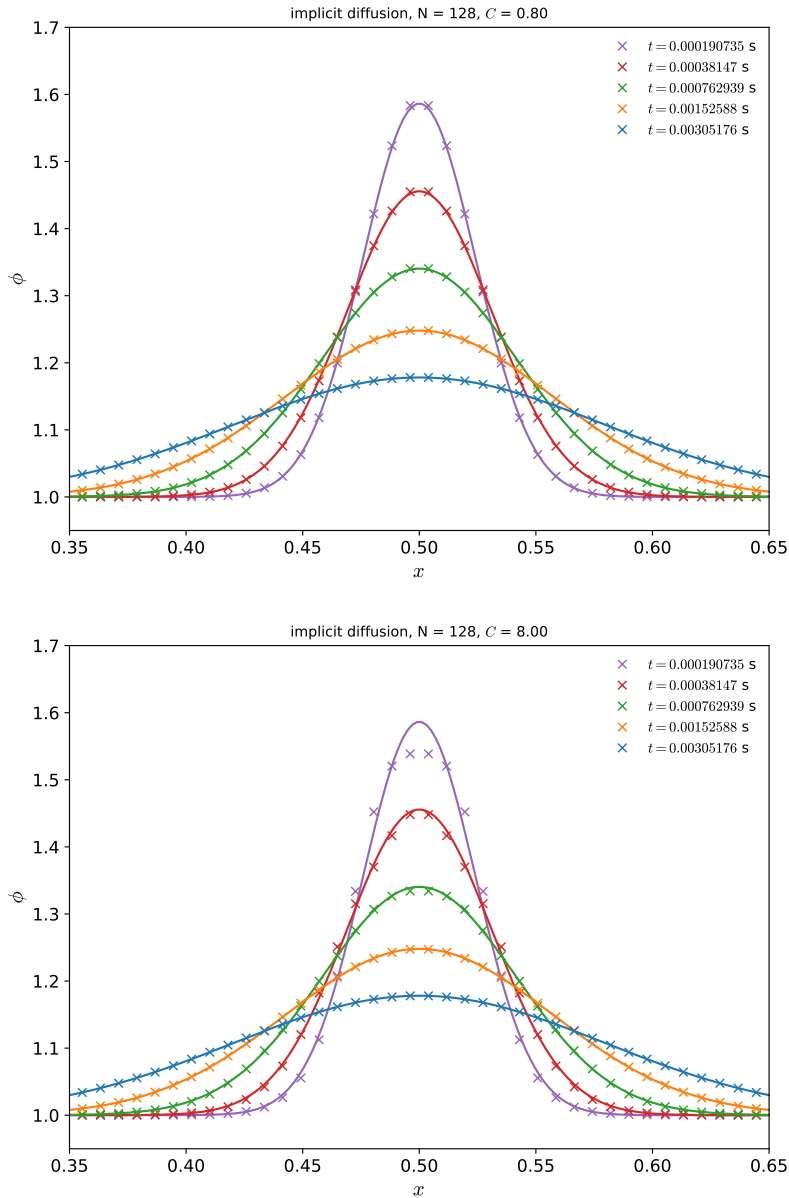 implicit diffusion, N = 128, C = 0.80
1.7
1.6
1.5
1.4
1.3
1.2
1.1
1.0
ϕ
t = 0.000190735 s
t = 0.00038147 s
t = 0.000762939 s
t = 0.00152588 s
t = 0.00305176 s
0.35 0.40 0.45 0.50 0.55 0.60 0.65
x
implicit diffusion, N = 128, C = 8.00
1.7
1.6
1.5
1.4
1.3
1.2
1.1
1.0
ϕ
t = 0.000190735 s
t = 0.00038147 s
t = 0.000762939 s
t = 0.00152588 s
t = 0.00305176 s
0.35 0.40 0.45 0.50 0.55 0.60 0.65
x